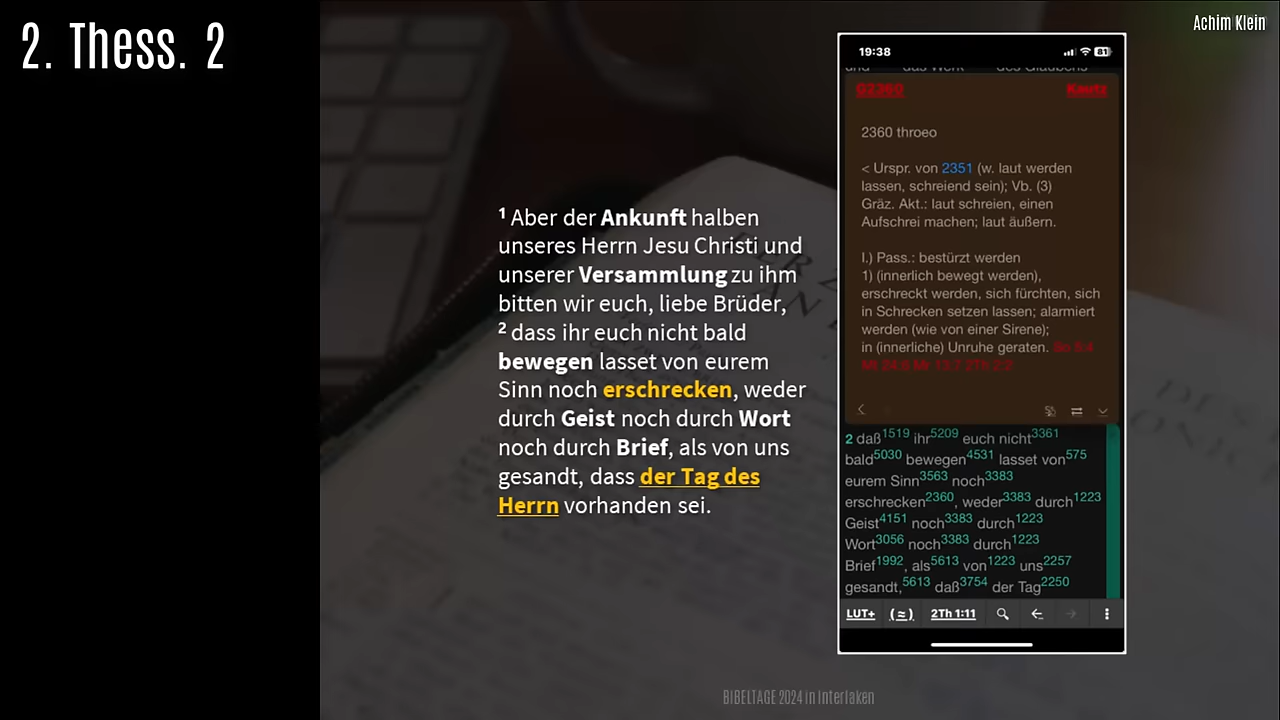 2. Thess. 2
Achim Klein
¹ Aber der Ankunft halben
unseres Herrn Jesu Christi und
unserer Versammlung zu ihm
bitten wir euch, liebe Brüder,
² dass ihr euch nicht bald
bewegen lasset von eurem
Sinn noch erschrecken, weder
durch Geist noch durch Wort
noch durch Brief, als von uns
gesandt, dass der Tag des
Herrn vorhanden sei.
19:38
81
und das Werk des Glaubens
G2360 Kautz
2360 throeo
< Urspr. von 2351 (w. laut werden
lassen, schreiend sein); Vb. (3)
Gräz. Akt.: laut schreien, einen
Aufschrei machen; laut äußern.
I.) Pass.: bestürzt werden
1) (innerlich bewegt werden),
erschreckt werden, sich fürchten, sich
in Schrecken setzen lassen; alarmiert
werden (wie von einer Sirene);
in (innerliche) Unruhe geraten.
Mt 24:6 Mr 13:7 2Th 2:2
2 daß1519 ihr5209 euch nicht3361
bald5030 bewegen4531 lasset von575
eurem Sinn3563 noch3383
erschrecken2360, weder3383 durch1223
Geist4151 noch3383 durch1223
Wort3056 noch3383 durch1223
Brief1992, als5613 von1223 uns2257
gesandt,5613 daß3754 der Tag2250
LUT+ (≈) 2Th 1:11
BIBELTAGE 2024 in Interlaken